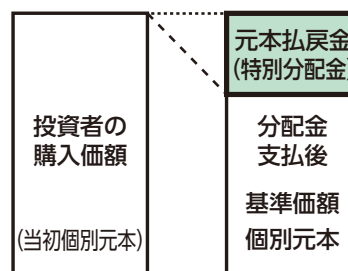 投資者の
購入価額
(当初個別元本)
元本払戻金
(特別分配金)
分配金
支払後
基準価額
個別元本